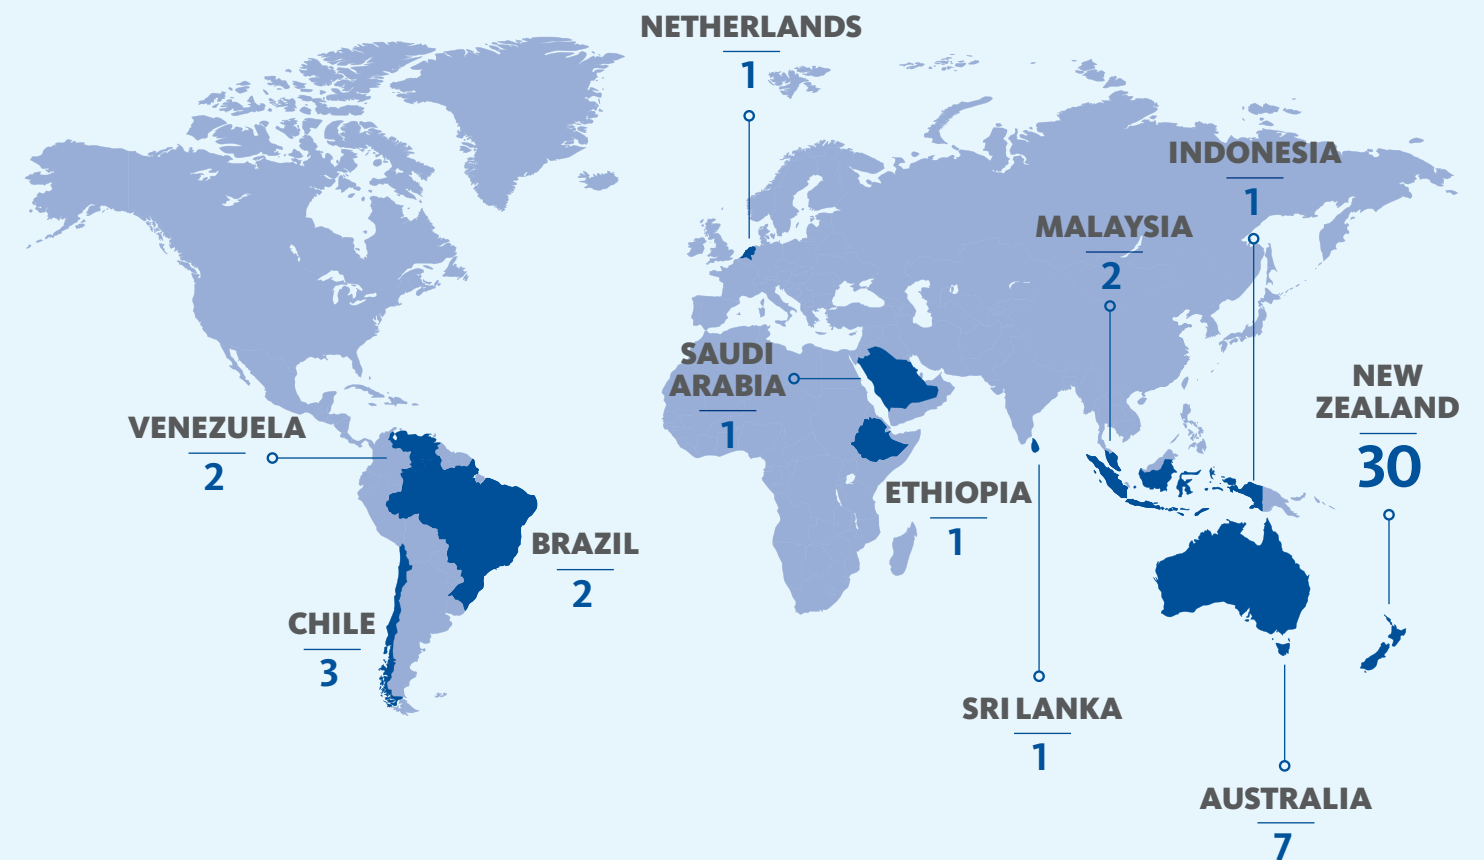 NETHERLANDS
1
INDONESIA
1
MALAYSIA
2
SAUDI
ARABIA
1
NEW
ZEALAND
30
VENEZUELA
2
ETHIOPIA
1
BRAZIL
2
CHILE
3
SRI LANKA
1
AUSTRALIA
7